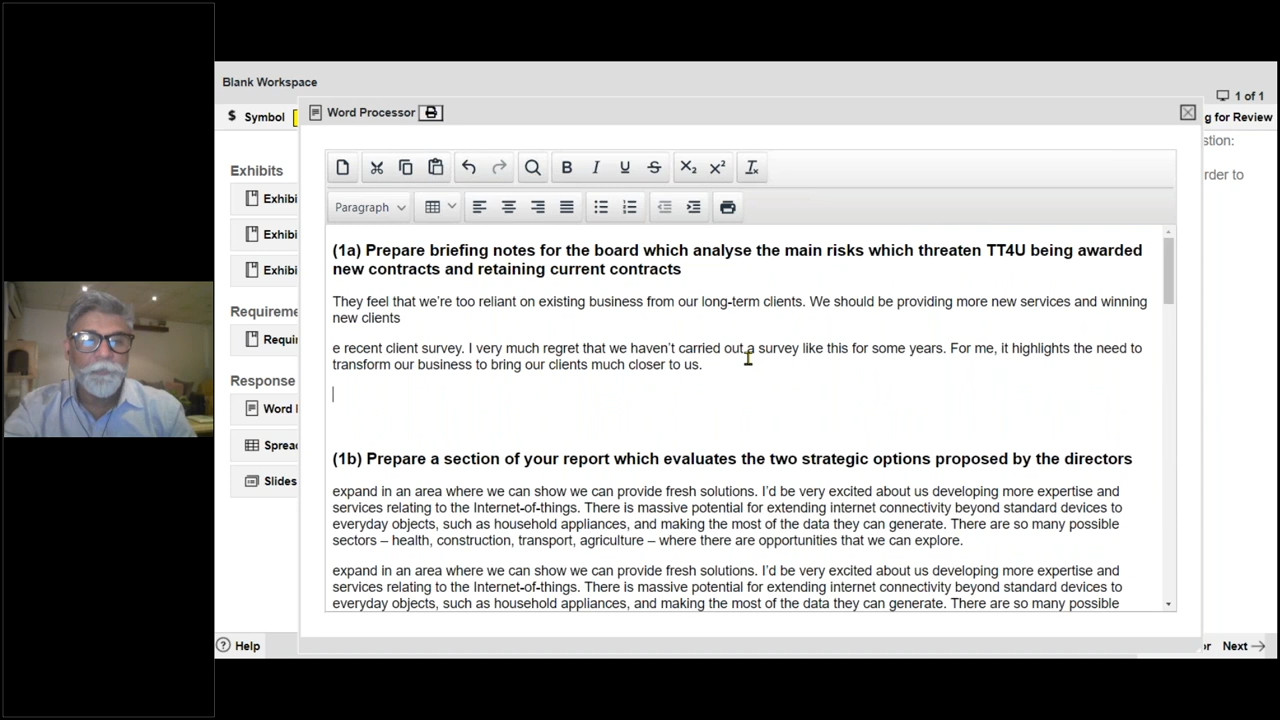 Blank Workspace
1 of 1
$ Symbol
Word Processor
g for Review
stion:
rder to
Exhibits
Exhibi
Exhibi
Exhibi
Requireme
Requir
Response
Word
Spread
Slides
Paragraph
(1a) Prepare briefing notes for the board which analyse the main risks which threaten TT4U being awarded
new contracts and retaining current contracts
They feel that we're too reliant on existing business from our long-term clients. We should be providing more new services and winning
new clients
e recent client survey. I very much regret that we haven't carried out a survey like this for some years. For me, it highlights the need to
transform our business to bring our clients much closer to us.
(1b) Prepare a section of your report which evaluates the two strategic options proposed by the directors
expand in an area where we can show we can provide fresh solutions. I'd be very excited about us developing more expertise and
services relating to the Internet-of-things. There is massive potential for extending internet connectivity beyond standard devices to
everyday objects, such as household appliances, and making the most of the data they can generate. There are so many possible
sectors – health, construction, transport, agriculture – where there are opportunities that we can explore.
expand in an area where we can show we can provide fresh solutions. I'd be very excited about us developing more expertise and
services relating to the Internet-of-things. There is massive potential for extending internet connectivity beyond standard devices to
everyday objects, such as household appliances, and making the most of the data they can generate. There are so many possible
Help
or Next